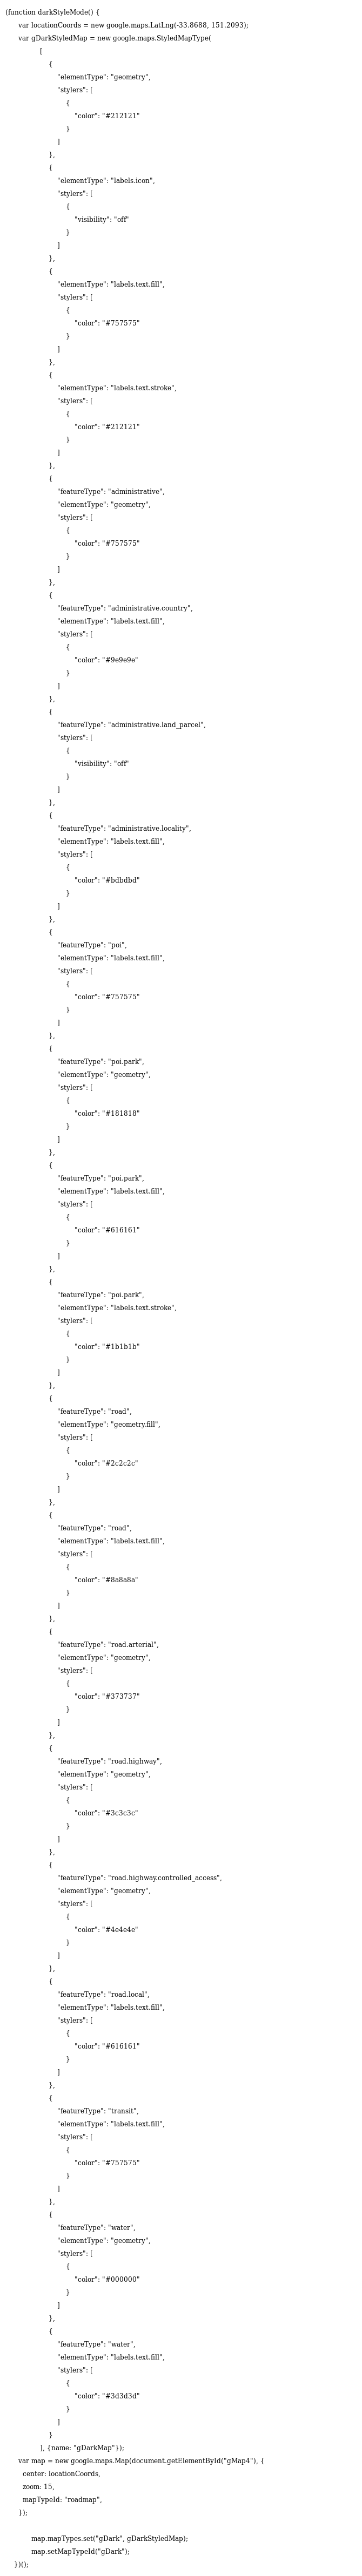 (function darkStyleMode() {
var locationCoords = new google.maps.LatLng(-33.8688, 151.2093);
var gDarkStyledMap = new google.maps.StyledMapType(
[
{
"elementType": "geometry",
"stylers": [
{
"color": "#212121"
}
]
},
{
"elementType": "labels.icon",
"stylers": [
{
"visibility": "off"
}
]
},
{
"elementType": "labels.text.fill",
"stylers": [
{
"color": "#757575"
}
]
},
{
"elementType": "labels.text.stroke",
"stylers": [
{
"color": "#212121"
}
]
},
{
"featureType": "administrative",
"elementType": "geometry",
"stylers": [
{
"color": "#757575"
}
]
},
{
"featureType": "administrative.country",
"elementType": "labels.text.fill",
"stylers": [
{
"color": "#9e9e9e"
}
]
},
{
"featureType": "administrative.land_parcel",
"stylers": [
{
"visibility": "off"
}
]
},
{
"featureType": "administrative.locality",
"elementType": "labels.text.fill",
"stylers": [
{
"color": "#bdbdbd"
}
]
},
{
"featureType": "poi",
"elementType": "labels.text.fill",
"stylers": [
{
"color": "#757575"
}
]
},
{
"featureType": "poi.park",
"elementType": "geometry",
"stylers": [
{
"color": "#181818"
}
]
},
{
"featureType": "poi.park",
"elementType": "labels.text.fill",
"stylers": [
{
"color": "#616161"
}
]
},
{
"featureType": "poi.park",
"elementType": "labels.text.stroke",
"stylers": [
{
"color": "#1b1b1b"
}
]
},
{
"featureType": "road",
"elementType": "geometry.fill",
"stylers": [
{
"color": "#2c2c2c"
}
]
},
{
"featureType": "road",
"elementType": "labels.text.fill",
"stylers": [
{
"color": "#8a8a8a"
}
]
},
{
"featureType": "road.arterial",
"elementType": "geometry",
"stylers": [
{
"color": "#373737"
}
]
},
{
"featureType": "road.highway",
"elementType": "geometry",
"stylers": [
{
"color": "#3c3c3c"
}
]
},
{
"featureType": "road.highway.controlled_access",
"elementType": "geometry",
"stylers": [
{
"color": "#4e4e4e"
}
]
},
{
"featureType": "road.local",
"elementType": "labels.text.fill",
"stylers": [
{
"color": "#616161"
}
]
},
{
"featureType": "transit",
"elementType": "labels.text.fill",
"stylers": [
{
"color": "#757575"
}
]
},
{
"featureType": "water",
"elementType": "geometry",
"stylers": [
{
"color": "#000000"
}
]
},
{
"featureType": "water",
"elementType": "labels.text.fill",
"stylers": [
{
"color": "#3d3d3d"
}
]
}
], {name: "gDarkMap"});
var map = new google.maps.Map(document.getElementById("gMap4"), {
center: locationCoords,
zoom: 15,
mapTypeId: "roadmap",
});
map.mapTypes.set("gDark", gDarkStyledMap);
map.setMapTypeId("gDark");
})();